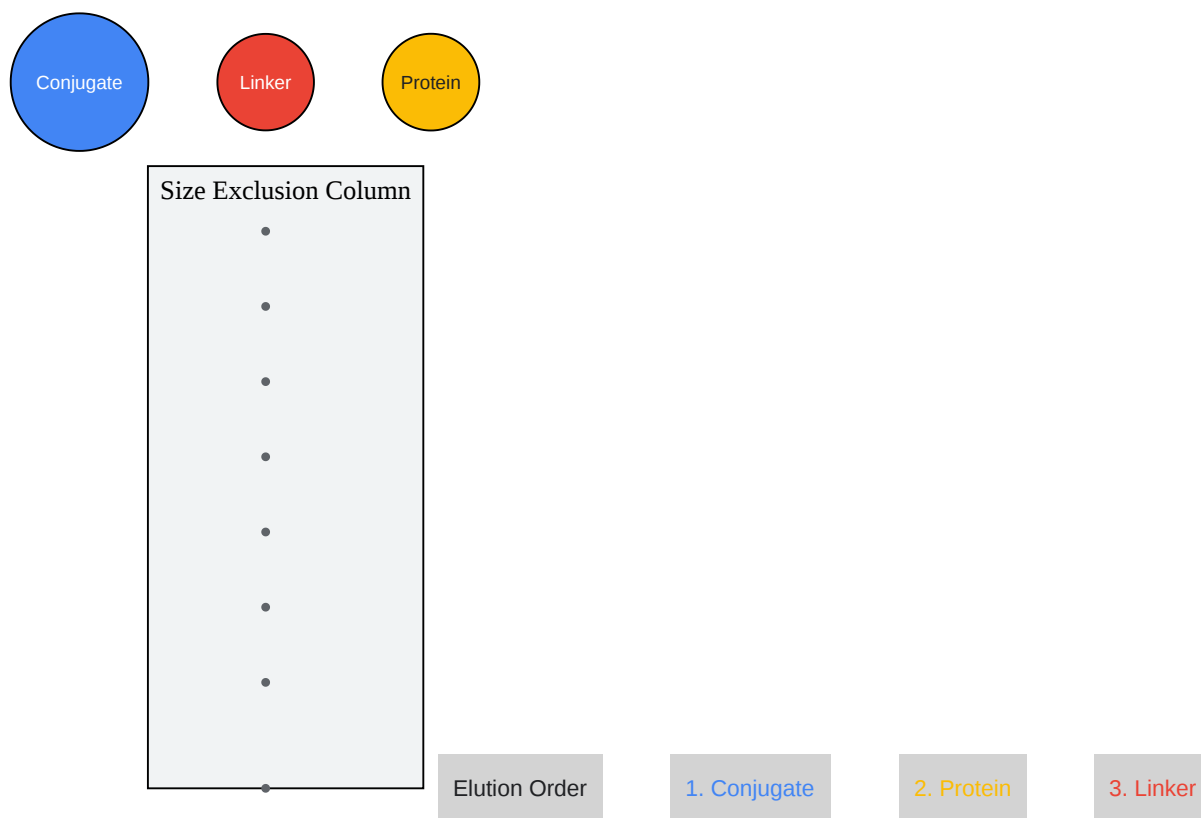 Conjugate
Linker
Protein
Size Exclusion Column
Elution Order
1. Conjugate
2. Protein
3. Linker